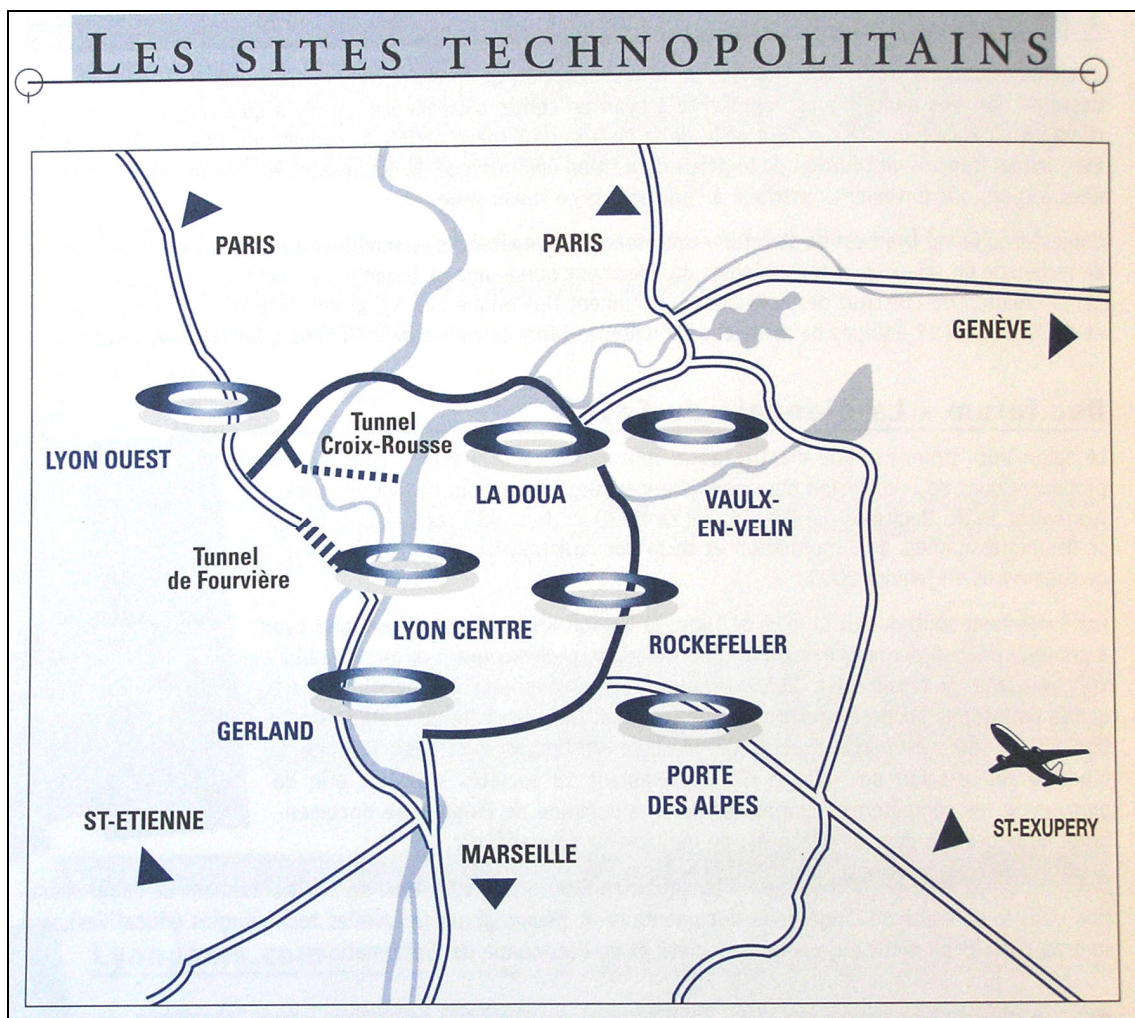 LES SITES TECHNOPOLITAINS
PARIS
PARIS
GENÈVE
Tunnel
Croix-Rousse
LYON OUEST
LA DOUA
VAULX-
EN-VELIN
Tunnel
de Fourvière
LYON CENTRE
ROCKEFELLER
GERLAND
PORTE
DES ALPES
ST-ETIENNE
MARSEILLE
ST-EXUPERY